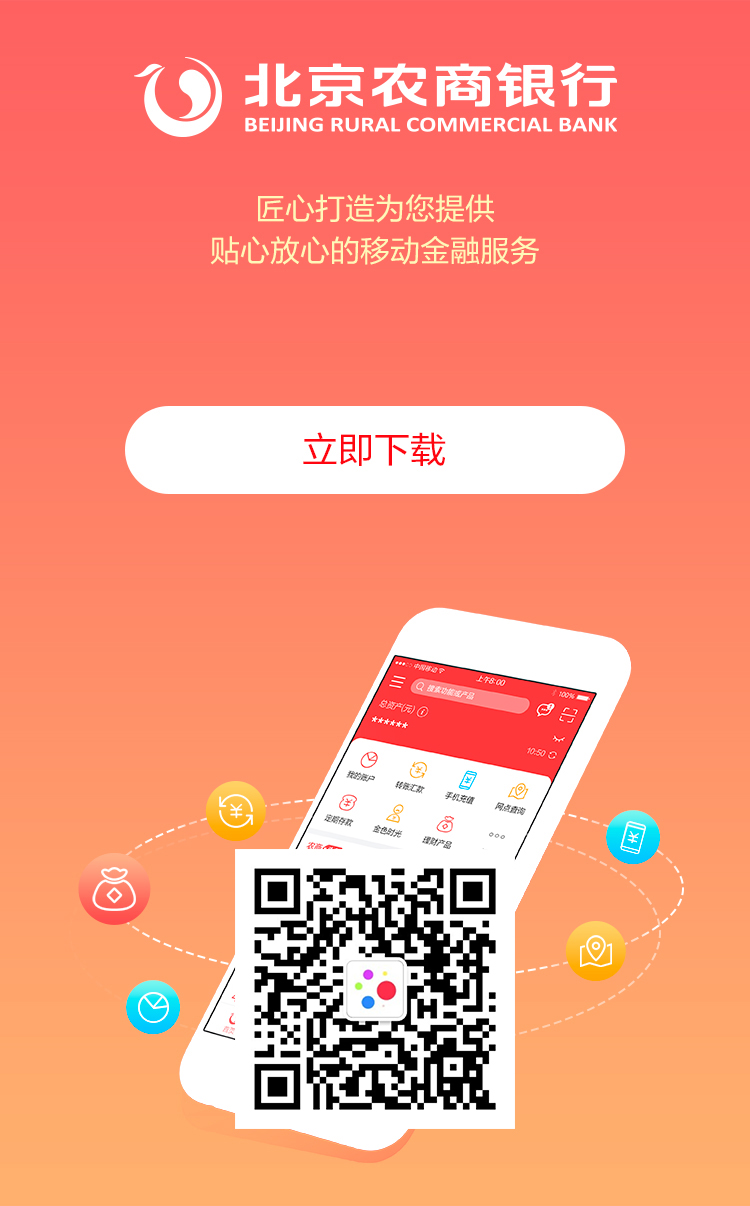 北京农商银行
BEIJING RURAL COMMERCIAL BANK
匠心打造为您提供
贴心放心的移动金融服务
立即下载
中国移动
上午8:00
100%
搜索功能或产品
总资产(元)
******
10:50
我的账户
转账汇款
手机充值
网点查询
定期存款
金色时光
理财产品
农商